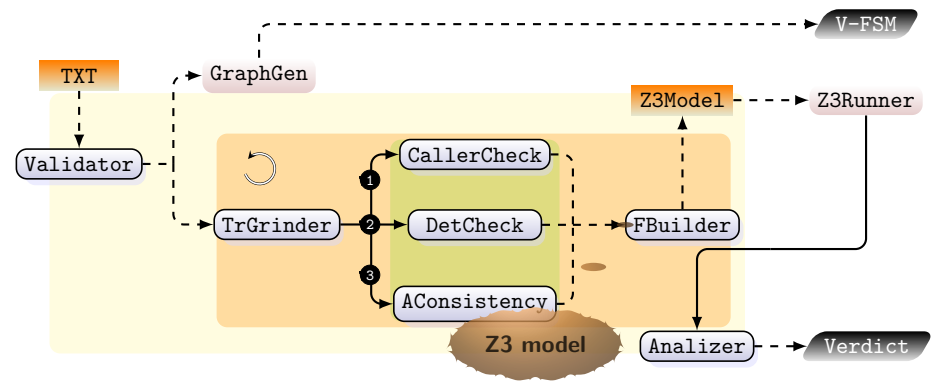 V-FSM
TXT
GraphGen
Z3Model
Z3Runner
Validator
CallerCheck
1
TrGrinder
2
DetCheck
FBuilder
3
AConsistency
Z3 model
Analizer
Verdict